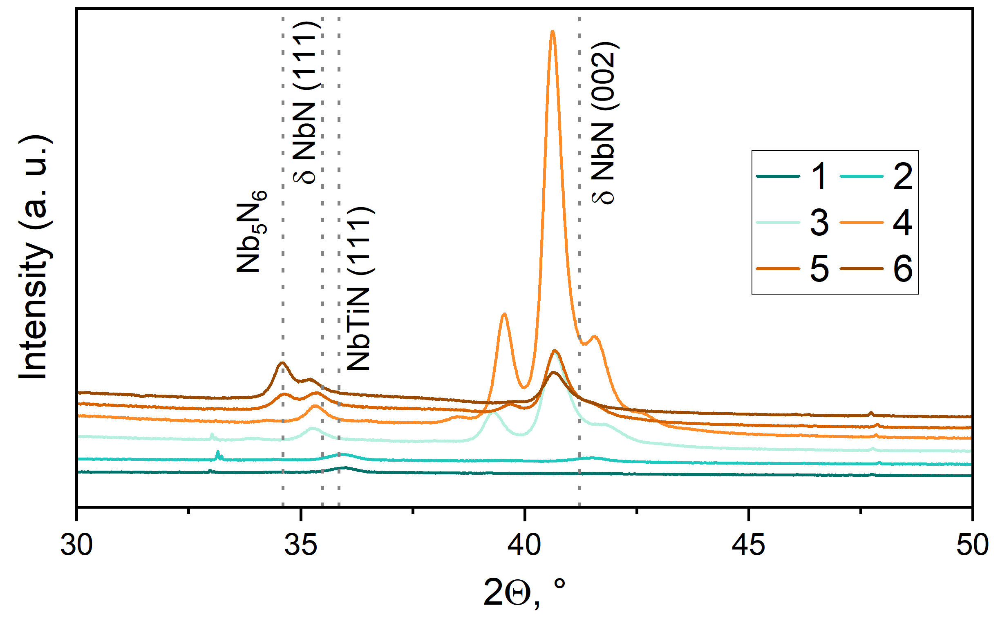 Intensity (a. u.)
Nb₅N₆
δ NbN (111)
NbTiN (111)
δ NbN (002)
1 2
3 4
5 6
30 35 40 45 50
2Θ, °